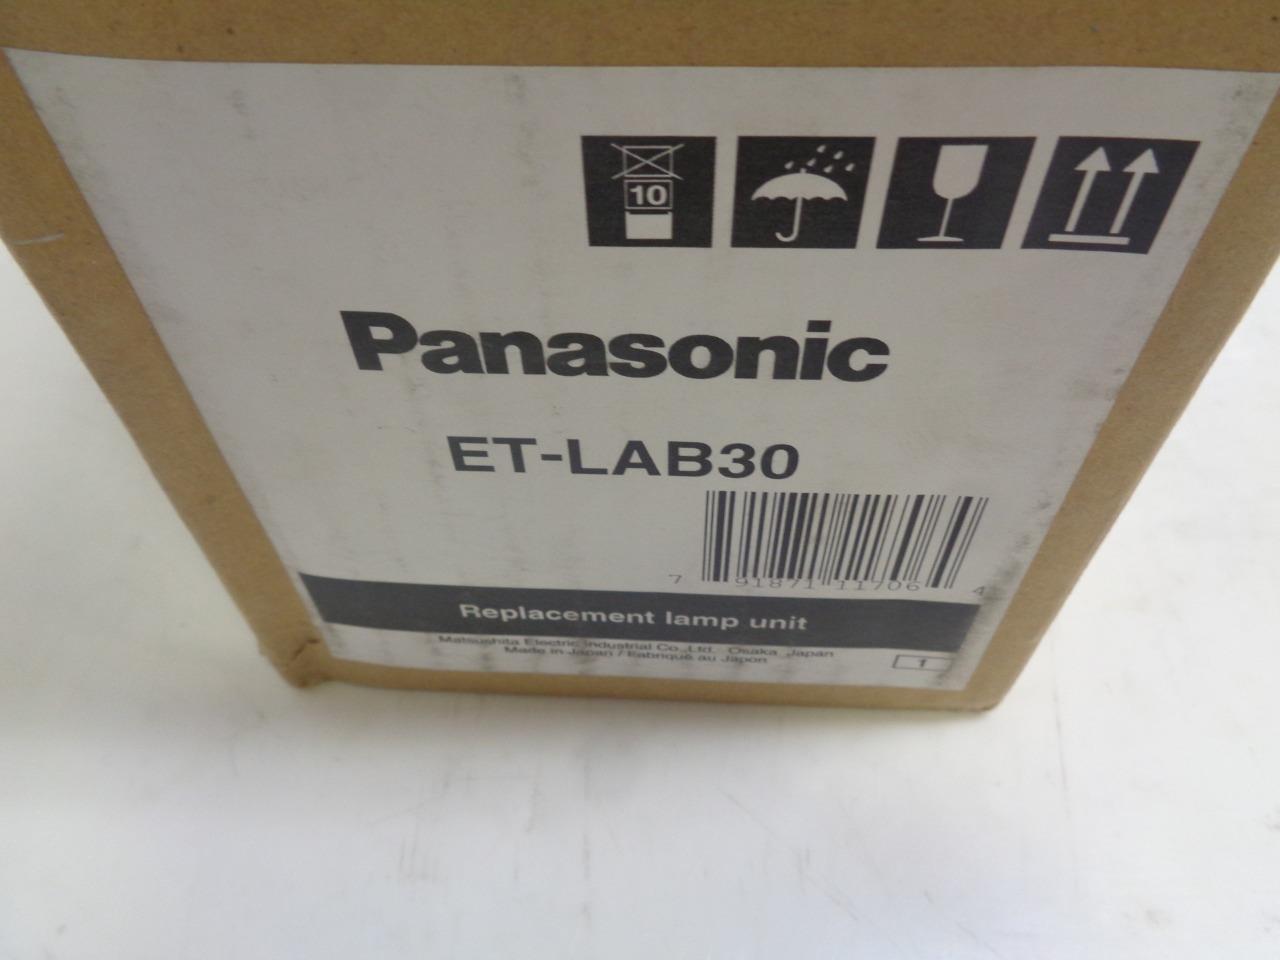 10
Panasonic
ET-LAB30
7 91871 11706 4
Replacement lamp unit
Matsushita Electric Industrial Co.,Ltd. Osaka ,Japan
Made in Japan / Fabriqué au Japon
1